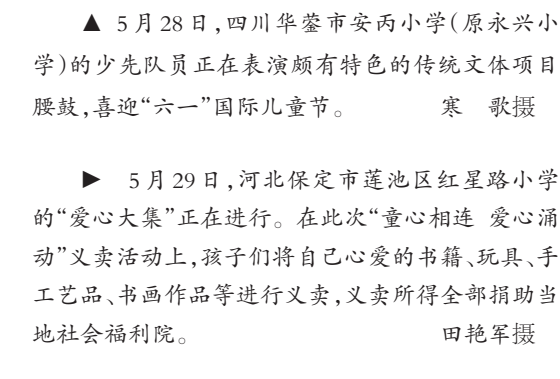 ▲ 5月28日,四川华蓥市安丙小学(原永兴小
学)的少先队员正在表演颇有特色的传统文体项目
腰鼓,喜迎“六一”国际儿童节。 寒 歌摄
▶ 5月29日,河北保定市莲池区红星路小学
的“爱心大集”正在进行。在此次“童心相连 爱心涌
动”义卖活动上,孩子们将自己心爱的书籍、玩具、手
工艺品、书画作品等进行义卖,义卖所得全部捐助当
地社会福利院。 田艳军摄